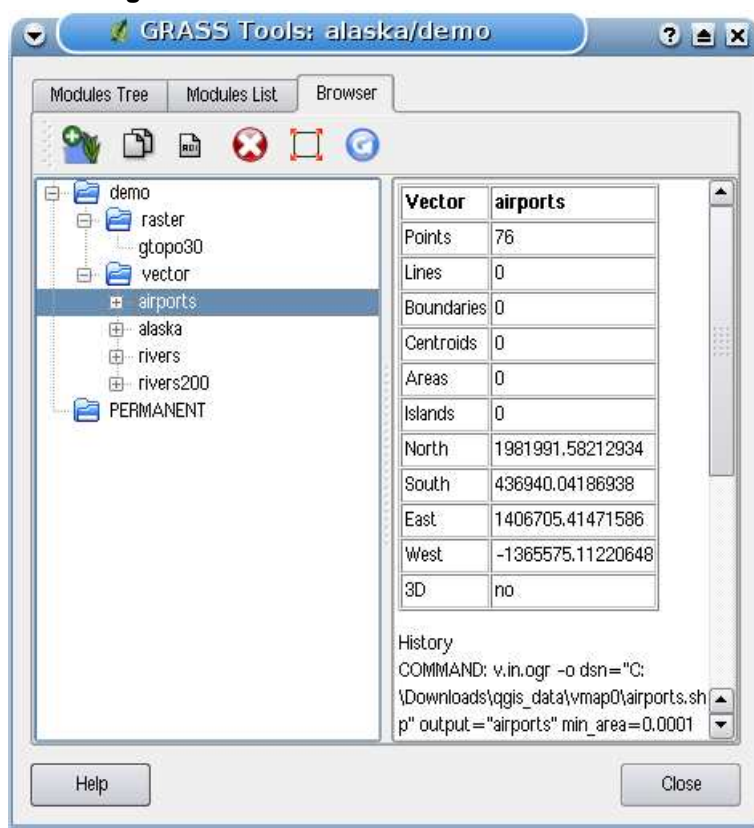 GRASS Tools: alaska/demo
Modules Tree
Modules List
Browser
demo
raster
gtopo30
vector
airports
alaska
rivers
rivers200
PERMANENT
Vector airports
Points 76
Lines 0
Boundaries 0
Centroids 0
Areas 0
Islands 0
North 1981991.58212934
South 436940.04186938
East 1406705.41471586
West -1365575.11220648
3D no
History
COMMAND: v.in.ogr -o dsn="C:
\Downloads\qgis_data\vmap0\airports.sh
p" output="airports" min_area=0.0001
Help
Close